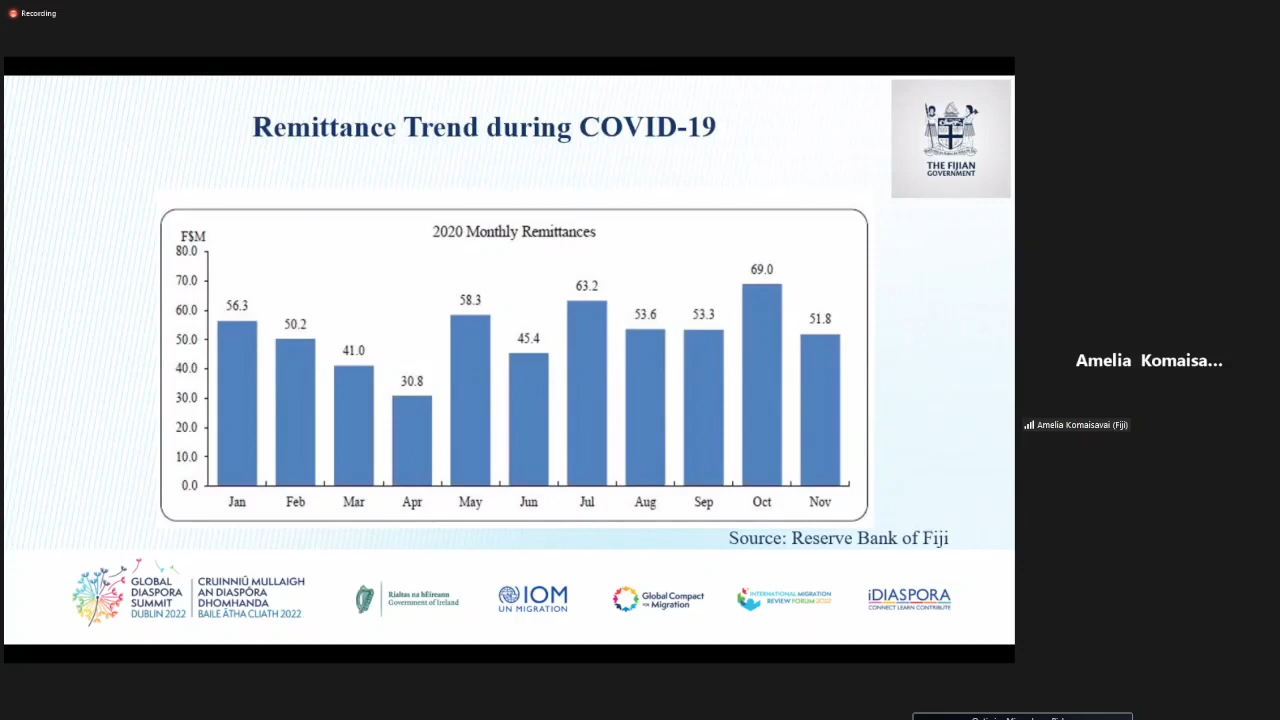 Recording
Remittance Trend during COVID-19
THE FIJIAN
GOVERNMENT
2020 Monthly Remittances
F$M
80.0
70.0
60.0
50.0
40.0
30.0
20.0
10.0
0.0
56.3
50.2
41.0
30.8
58.3
45.4
63.2
53.6
53.3
69.0
51.8
Jan Feb Mar Apr May Jun Jul Aug Sep Oct Nov
Source: Reserve Bank of Fiji
Amelia Komaisa...
Amelia Komaisavai (Fiji)
GLOBAL
DIASPORA
SUMMIT
DUBLIN 2022
CRUINNIÚ MULLAIGH
AN DIASPÓRA
DHOMHANDA
BAILE ÁTHA CLIATH 2022
Rialtas na hÉireann
Government of Ireland
IOM
UN MIGRATION
Global Compact
for Migration
INTERNATIONAL MIGRATION
REVIEW FORUM 2022
iDIASPORA
CONNECT LEARN CONTRIBUTE